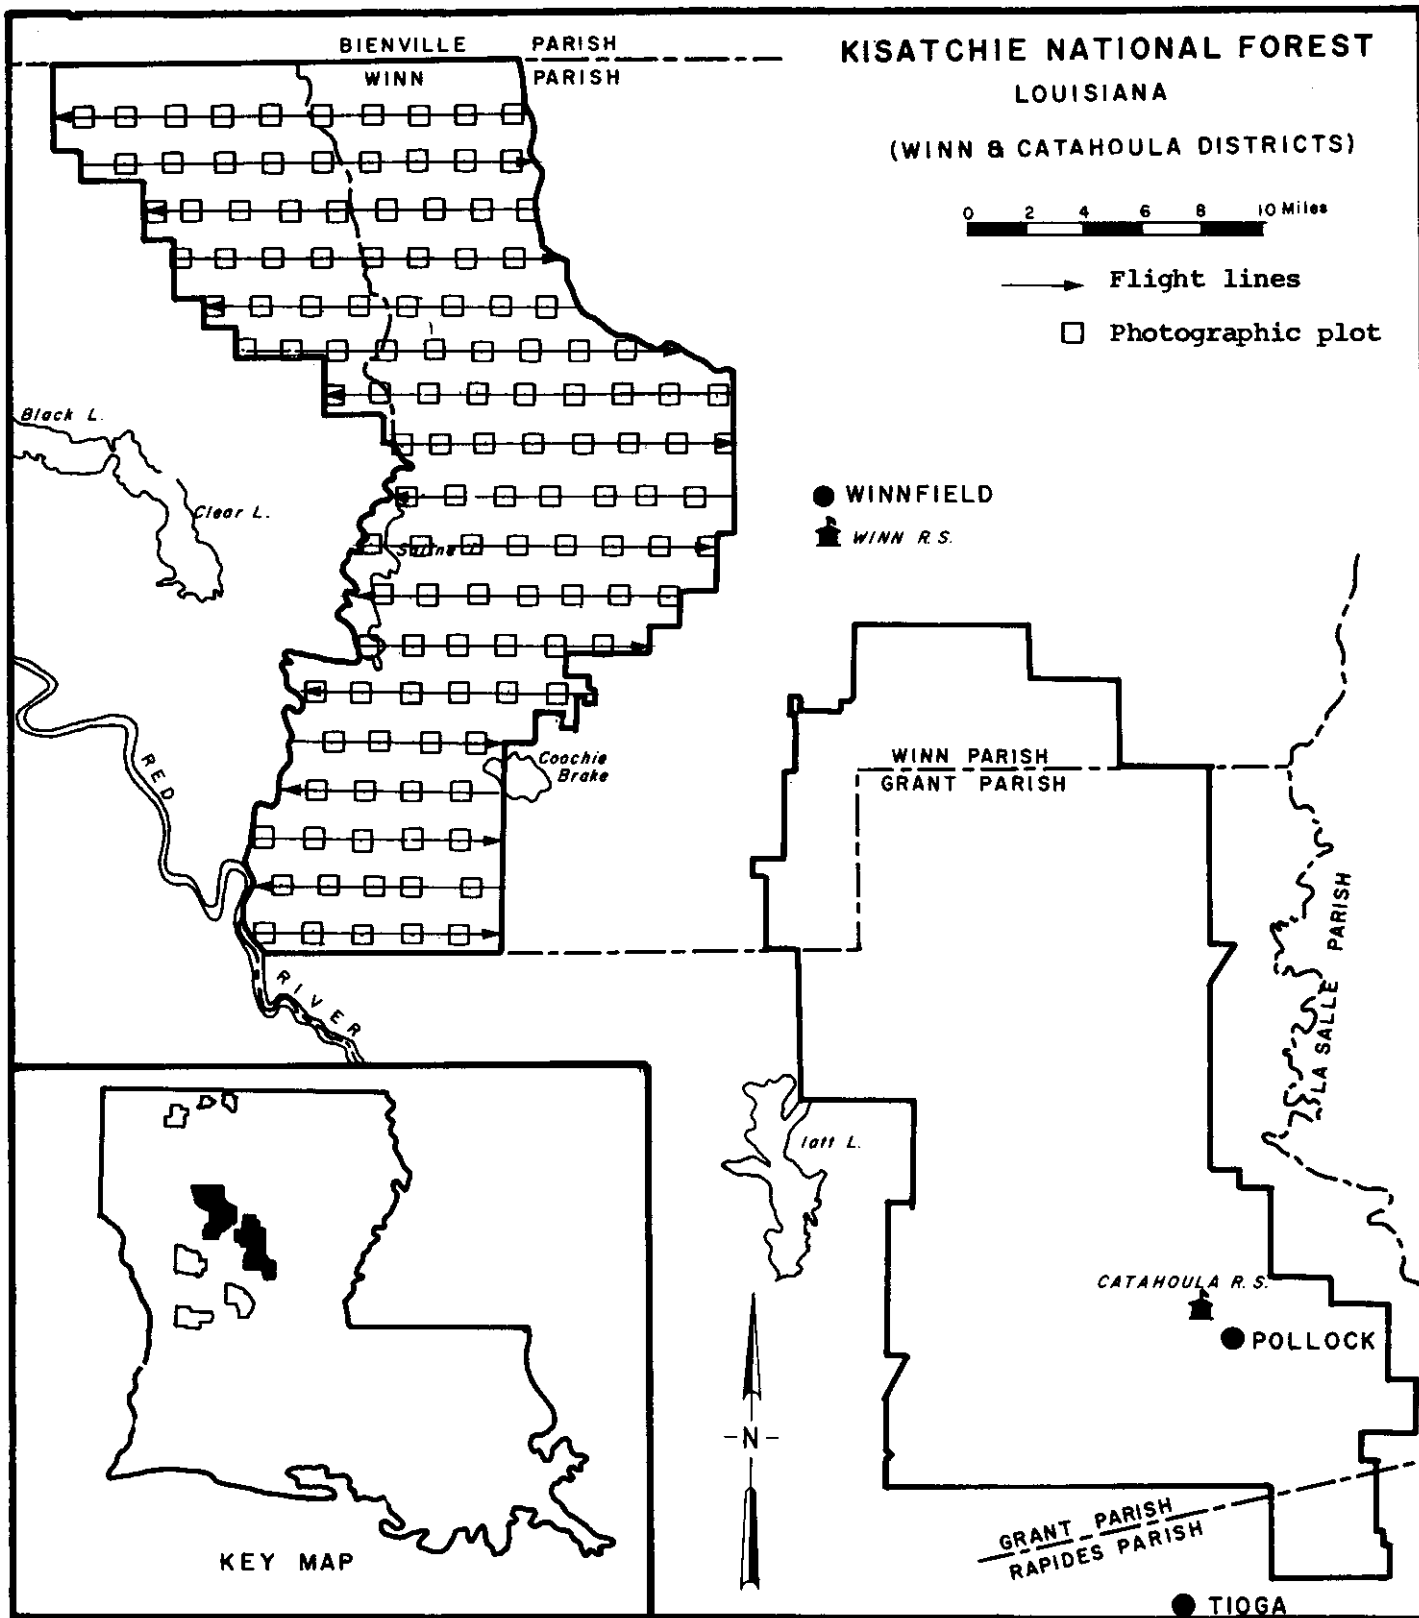 BIENVILLE PARISH
WINN PARISH
KISATCHIE NATIONAL FOREST
LOUISIANA
(WINN & CATAHOULA DISTRICTS)
0 2 4 6 8 10 Miles
Flight lines
Photographic plot
Black L.
Clear L.
WINNFIELD
WINN R.S.
Saline L.
RED
RIVER
Coochie
Brake
WINN PARISH
GRANT PARISH
LA SALLE PARISH
Iatt L.
CATAHOULA R.S.
POLLOCK
-N-
GRANT PARISH
RAPIDES PARISH
TIOGA
KEY MAP